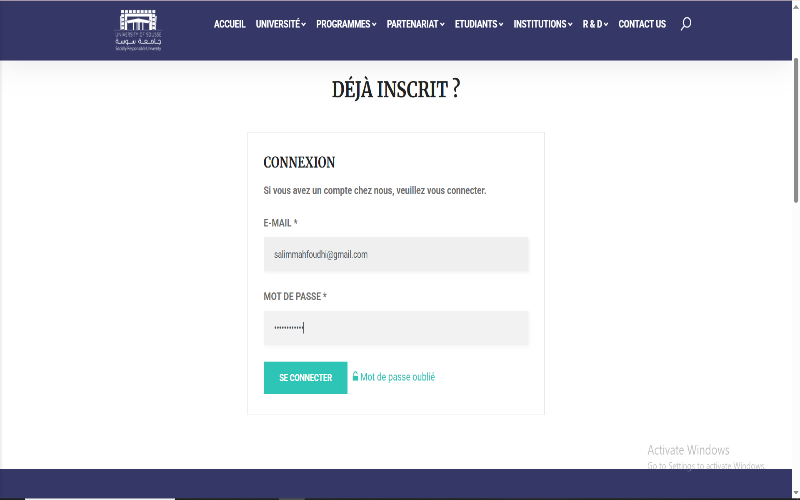 UNIVERSITY OF SOUSSE
جامعة سوسة
Socially Responsible University
ACCUEIL UNIVERSITÉ PROGRAMMES PARTENARIAT ETUDIANTS INSTITUTIONS R & D CONTACT US
DÉJÀ INSCRIT ?
CONNEXION
Si vous avez un compte chez nous, veuillez vous connecter.
E-MAIL *
salimmahfoudhi@gmail.com
MOT DE PASSE *
••••••••••••
SE CONNECTER Mot de passe oublié
Activate Windows
Go to Settings to activate Windows.